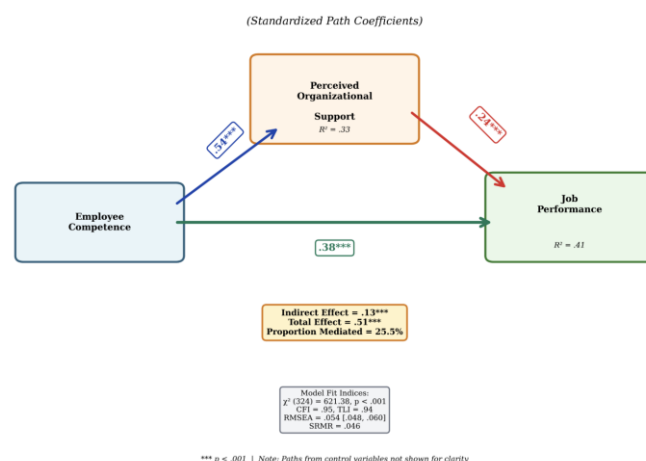 (Standardized Path Coefficients)
Perceived
Organizational
Support
R² = .33
.54***
.24***
Employee
Competence
Job
Performance
R² = .41
.38***
Indirect Effect = .13***
Total Effect = .51***
Proportion Mediated = 25.5%
Model Fit Indices:
χ² (324) = 621.38, p < .001
CFI = .95, TLI = .94
RMSEA = .054 [.048, .060]
SRMR = .046
*** p < .001 | Note: Paths from control variables not shown for clarity